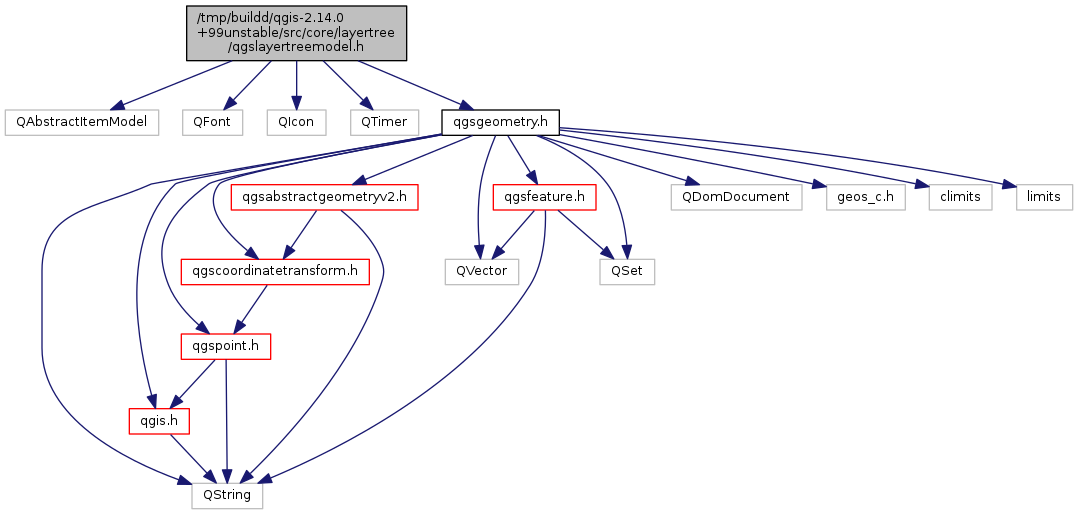 /tmp/buildd/qgis-2.14.0
+99unstable/src/core/layertree
/qgslayertreemodel.h
QAbstractItemModel
QFont
QIcon
QTimer
qgsgeometry.h
qgsabstractgeometryv2.h
qgsfeature.h
QDomDocument
geos_c.h
climits
limits
qgscoordinatetransform.h
QVector
QSet
qgspoint.h
qgis.h
QString